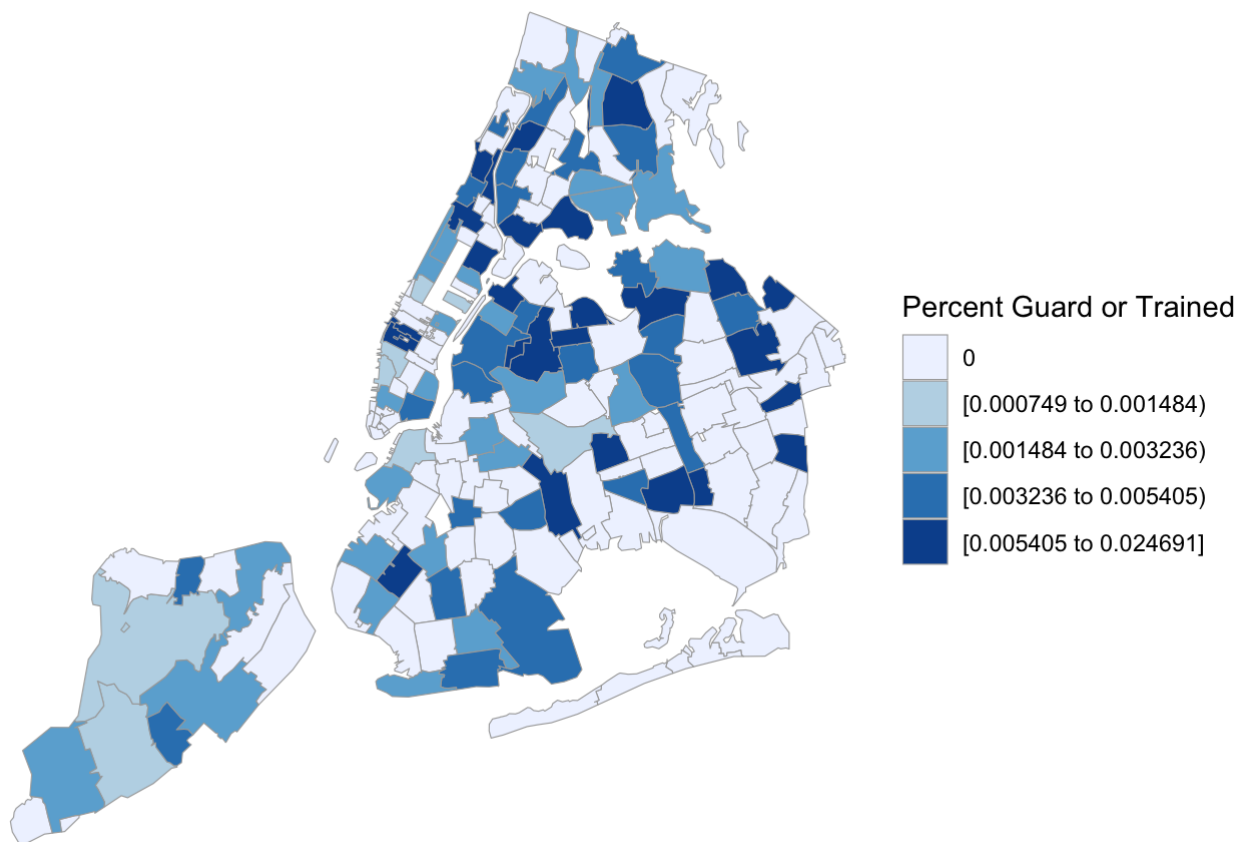 Percent Guard or Trained
0
[0.000749 to 0.001484)
[0.001484 to 0.003236)
[0.003236 to 0.005405)
[0.005405 to 0.024691]